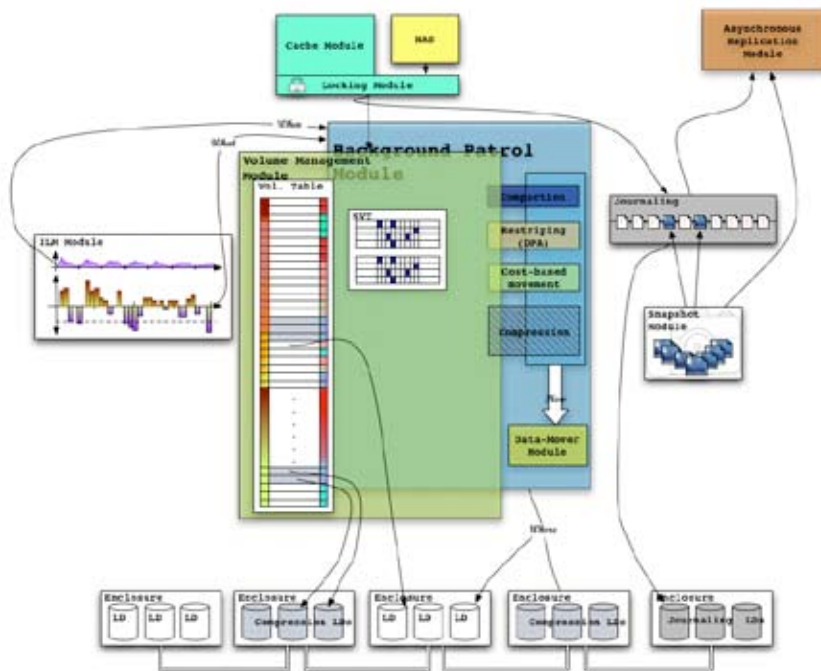 Cache Module
NAS
Locking Module
Asynchronous
Replication
Module
When
What
Background Patrol
Module
Volume Management
Module
Vol. Table
Compaction
Restriping
(DPA)
Cost-based
movement
Compression
Journaling
ILM Module
Snapshot
Module
How
Data-Mover
Module
Where
Enclosure
LD
LD
LD
Enclosure
Compression LDs
Enclosure
LD
LD
LD
Enclosure
Compression LDs
Enclosure
Journaling LDs